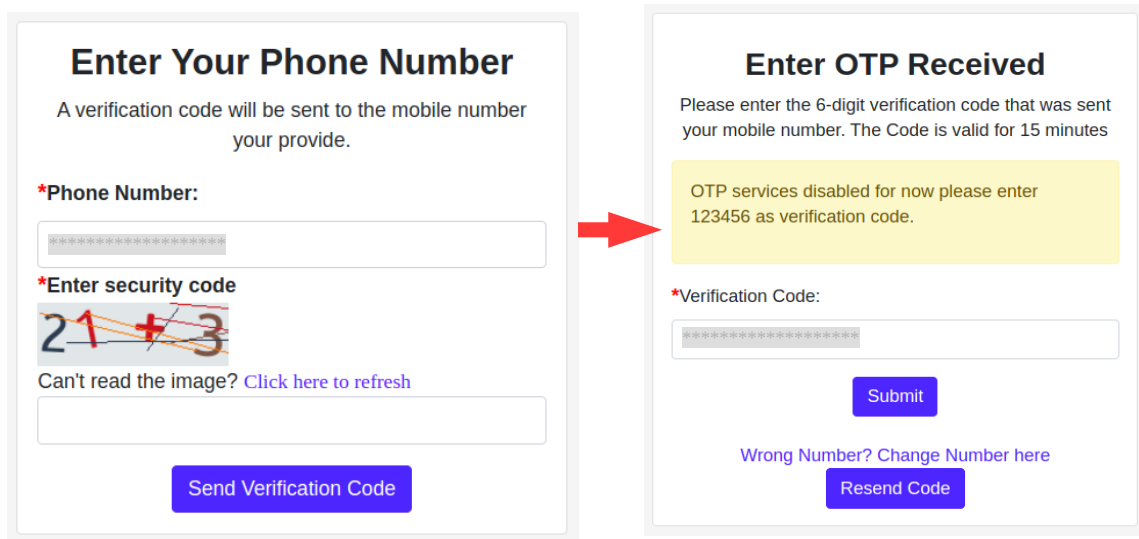 Enter Your Phone Number
A verification code will be sent to the mobile number
your provide.
*Phone Number:
*******************
*Enter security code
21 + 3
Can't read the image? Click here to refresh
Send Verification Code
Enter OTP Received
Please enter the 6-digit verification code that was sent
your mobile number. The Code is valid for 15 minutes
OTP services disabled for now please enter
123456 as verification code.
*Verification Code:
*******************
Submit
Wrong Number? Change Number here
Resend Code